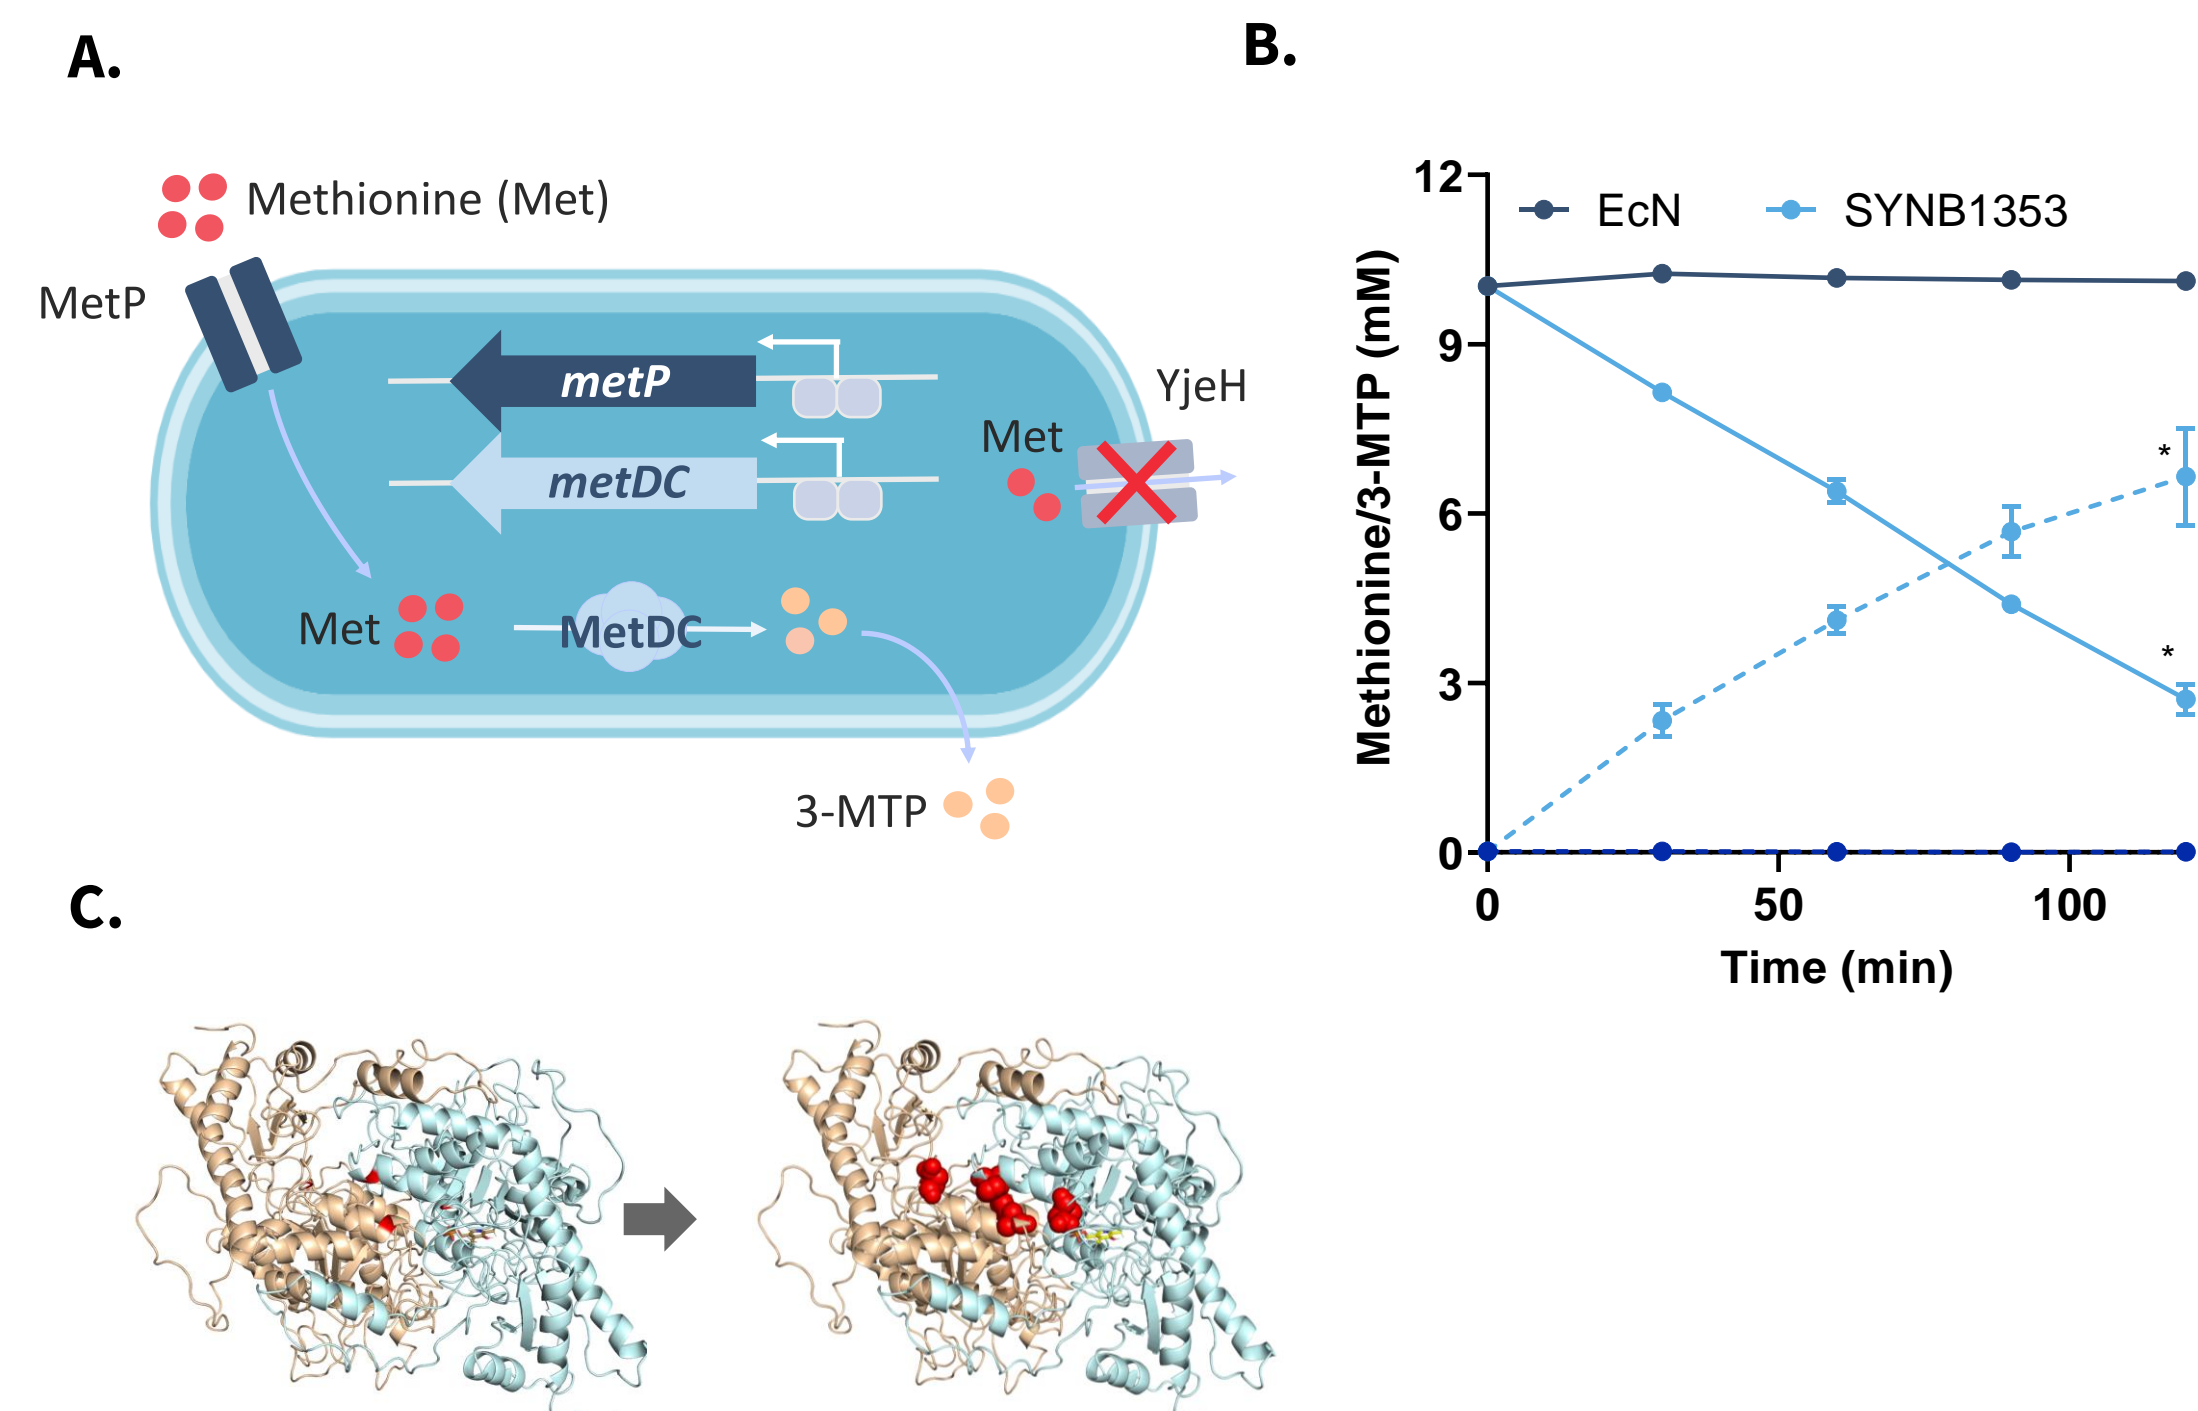 A.
Methionine (Met)
MetP
metP
metDC
Met
YjeH
Met
MetDC
3-MTP
B.
EcN
SYNB1353
Methionine/3-MTP (mM)
12
9
6
3
0
*
*
0
50
100
Time (min)
C.